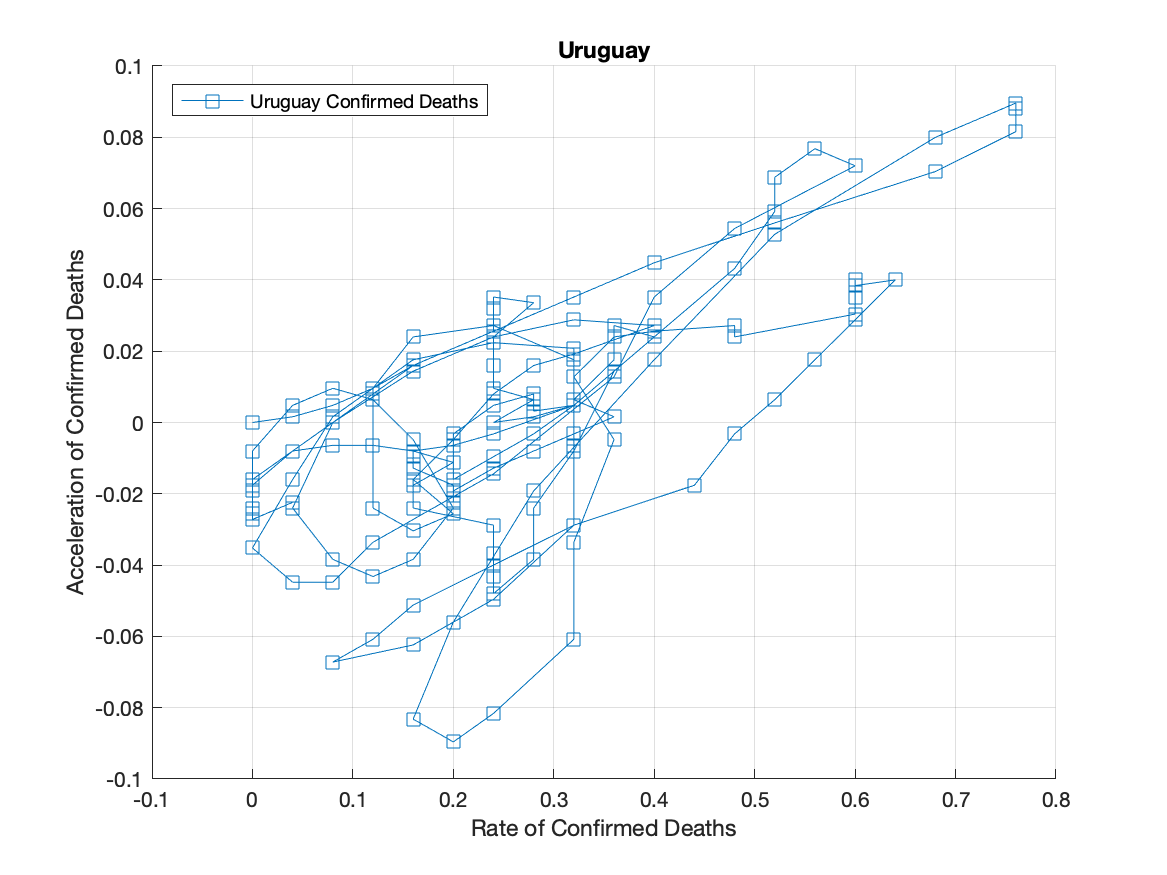 Uruguay
Uruguay Confirmed Deaths
Acceleration of Confirmed Deaths
0.1
0.08
0.06
0.04
0.02
0
-0.02
-0.04
-0.06
-0.08
-0.1
-0.1 0 0.1 0.2 0.3 0.4 0.5 0.6 0.7 0.8
Rate of Confirmed Deaths